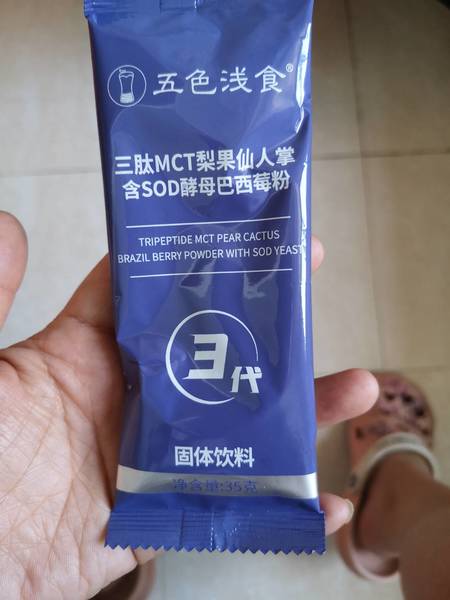 五色浅食®
三肽MCT梨果仙人掌
含SOD酵母巴西莓粉
TRIPEPTIDE MCT PEAR CACTUS
BRAZIL BERRY POWDER WITH SOD YEAST
3代
固体饮料
净含量:35克